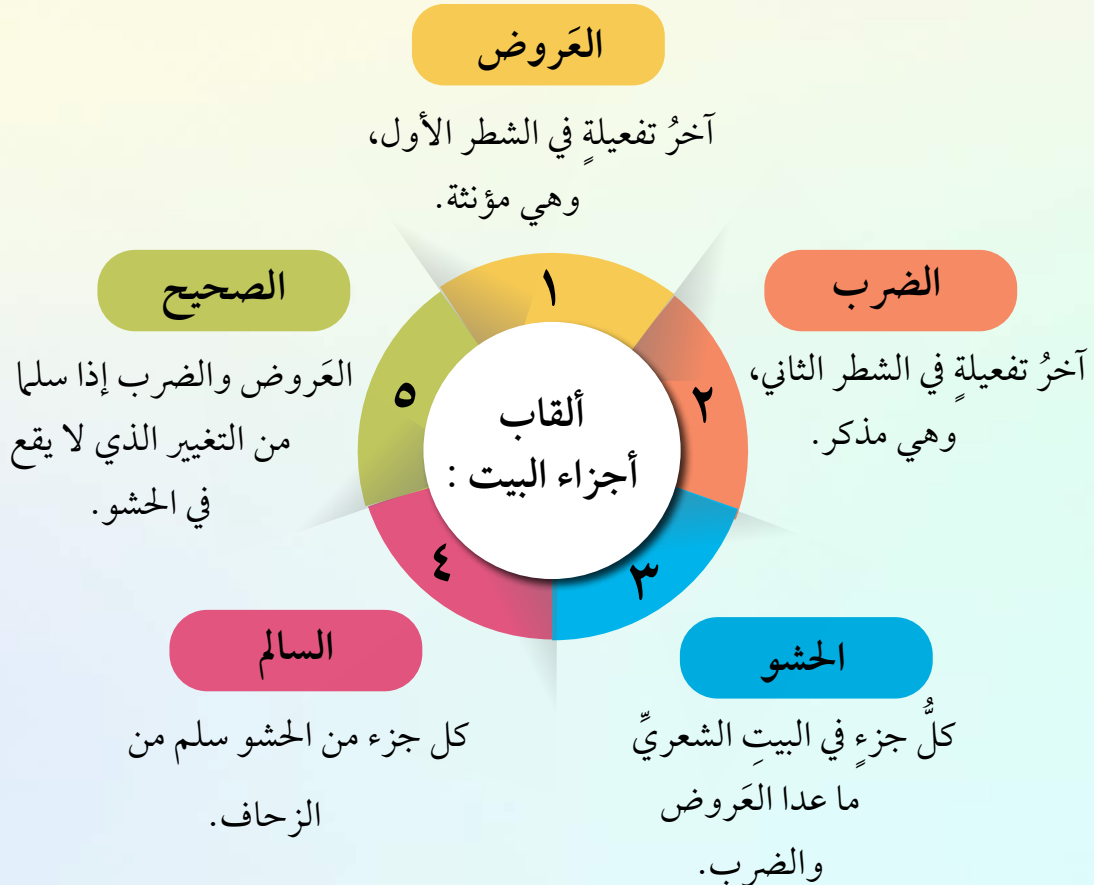 العَروض
آخرُ تفعيلةٍ في الشطر الأول،
وهي مؤنثة.
الضرب
آخرُ تفعيلةٍ في الشطر الثاني،
وهي مذكر.
الحشو
كلُّ جزءٍ في البيتِ الشعريِّ
ما عدا العَروض
والضرب.
السالم
كل جزء من الحشو سلم من
الزحاف.
الصحيح
العَروض والضرب إذا سلما
من التغيير الذي لا يقع
في الحشو.
ألقاب
أجزاء البيت :
١
٢
٣
٤
٥